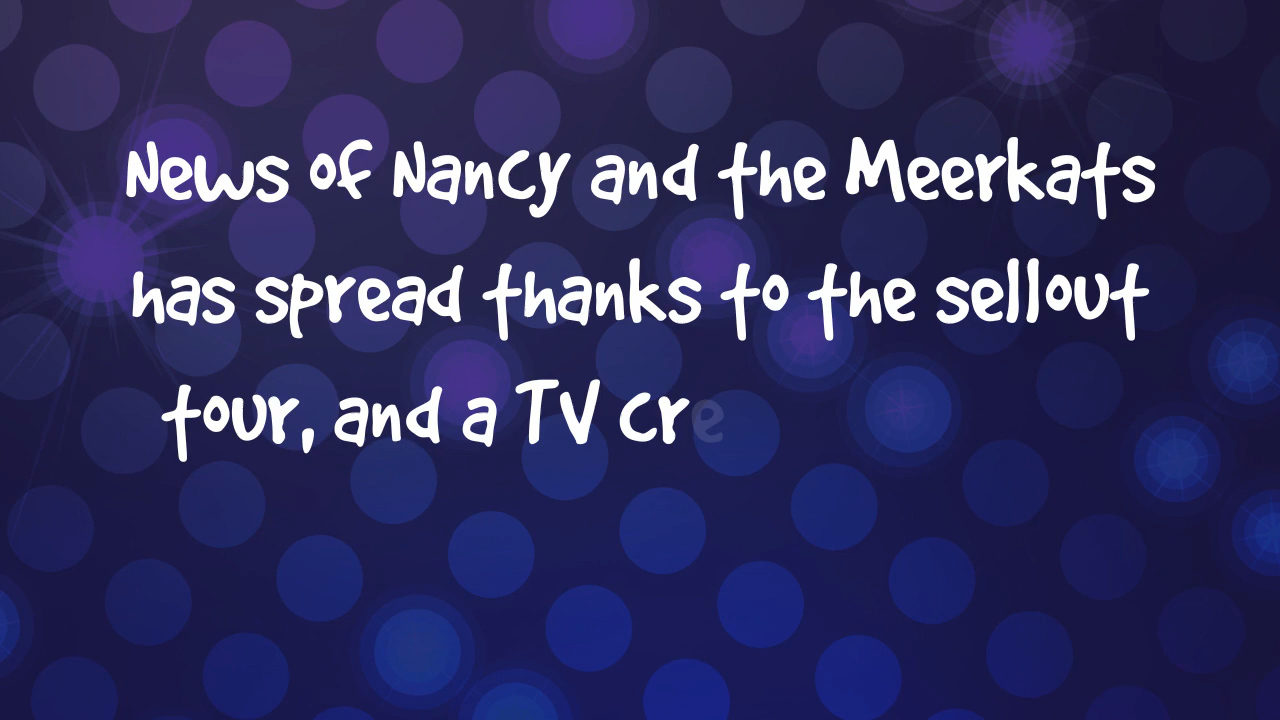 News of Nancy and the Meerkats
has spread thanks to the sellout
tour, and a TV cre